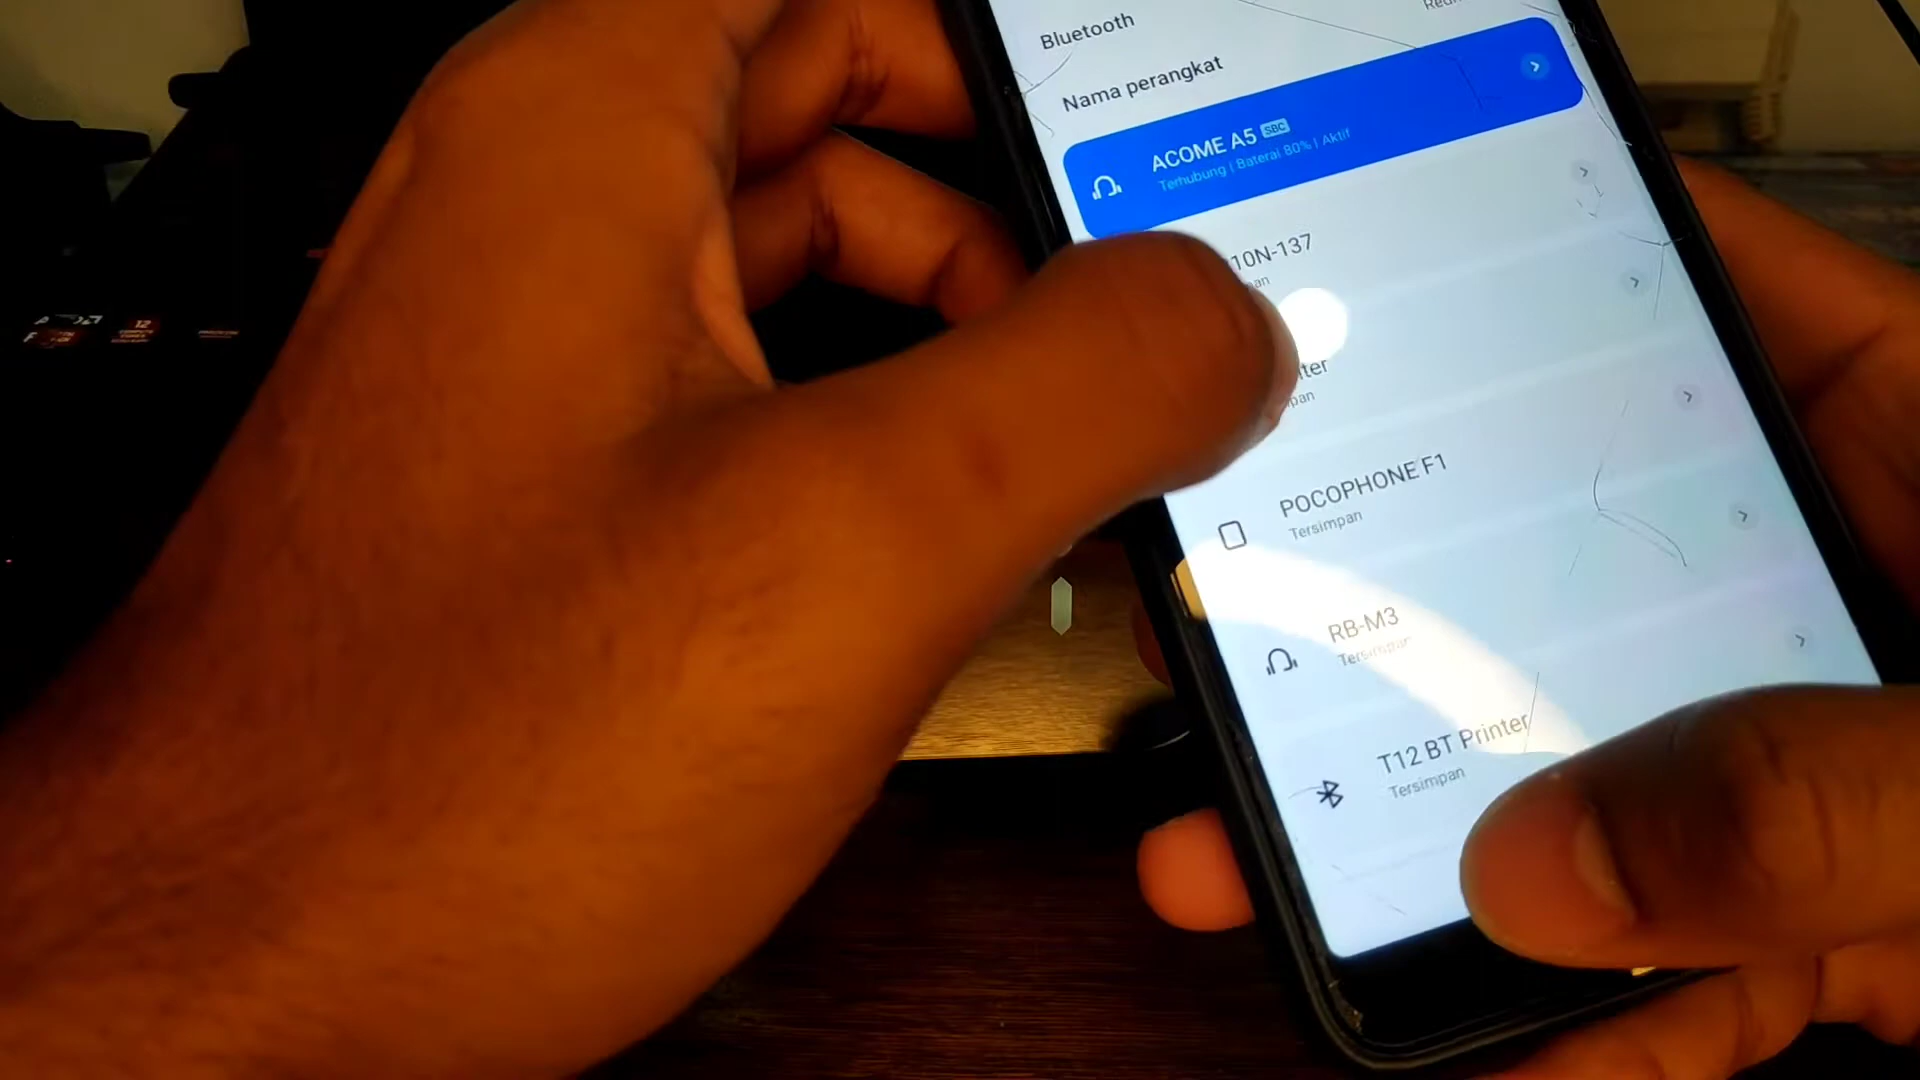 Bluetooth
Nama perangkat
ACOME A5 SBC
Terhubung | Baterai 80% | Aktif
10N-137
POCOPHONE F1
Tersimpan
RB-M3
Tersimpan
T12 BT Printer
Tersimpan